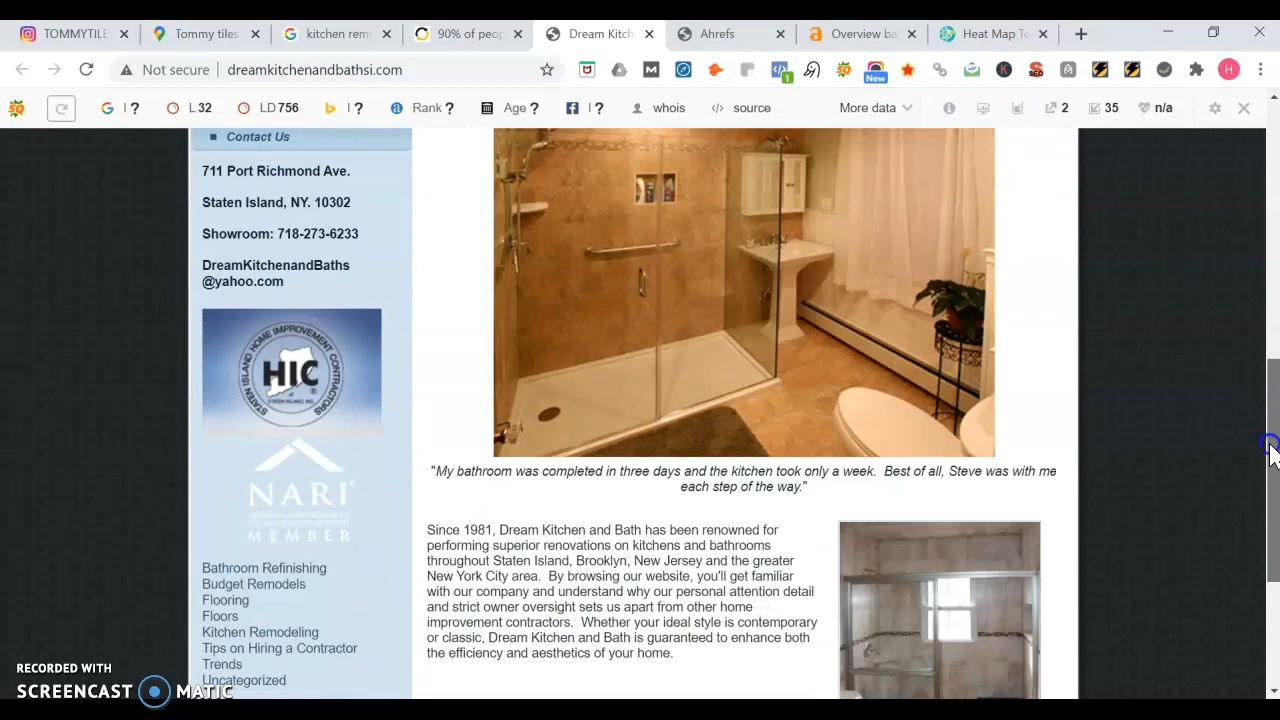 TOMMYTILE
Tommy tiles
kitchen rem
90% of peop
Dream Kitch
Ahrefs
Overview ba
Heat Map To
Not secure
dreamkitchenandbathsi.com
New
1
H
I ?
L 32
LD 756
I ?
Rank ?
Age ?
I ?
whois
source
More data
2
35
n/a
Contact Us
711 Port Richmond Ave.
Staten Island, NY. 10302
Showroom: 718-273-6233
DreamKitchenandBaths
@yahoo.com
STATEN ISLAND HOME IMPROVEMENT CONTRACTORS
HIC
OF
STATEN ISLAND, INC.
NARI
MEMBER
Bathroom Refinishing
Budget Remodels
Flooring
Floors
Kitchen Remodeling
Tips on Hiring a Contractor
Trends
Uncategorized
"My bathroom was completed in three days and the kitchen took only a week. Best of all, Steve was with me
each step of the way."
Since 1981, Dream Kitchen and Bath has been renowned for
performing superior renovations on kitchens and bathrooms
throughout Staten Island, Brooklyn, New Jersey and the greater
New York City area. By browsing our website, you'll get familiar
with our company and understand why our personal attention detail
and strict owner oversight sets us apart from other home
improvement contractors. Whether your ideal style is contemporary
or classic, Dream Kitchen and Bath is guaranteed to enhance both
the efficiency and aesthetics of your home.
RECORDED WITH
SCREENCAST MATIC